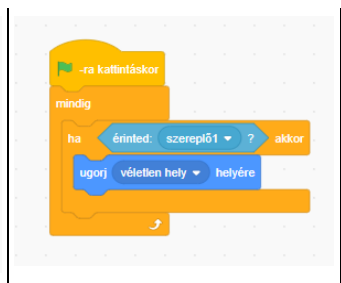 -ra kattintáskor
mindig
ha érinted: szereplő1 ? akkor
ugorj véletlen hely helyére